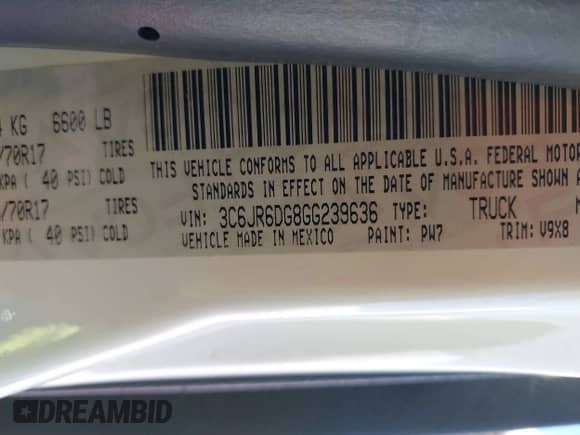 KG 6600 LB
/70R17 TIRES
KPA ( 40 PSI) COLD
/70R17 TIRES
KPA ( 40 PSI) COLD
THIS VEHICLE CONFORMS TO ALL APPLICABLE U.S.A. FEDERAL MOTOR
STANDARDS IN EFFECT ON THE DATE OF MANUFACTURE SHOWN
VIN: 3C6JR6DG8GG239636 TYPE: TRUCK
VEHICLE MADE IN MEXICO PAINT: PW7 TRIM: V9X8
DREAMBID